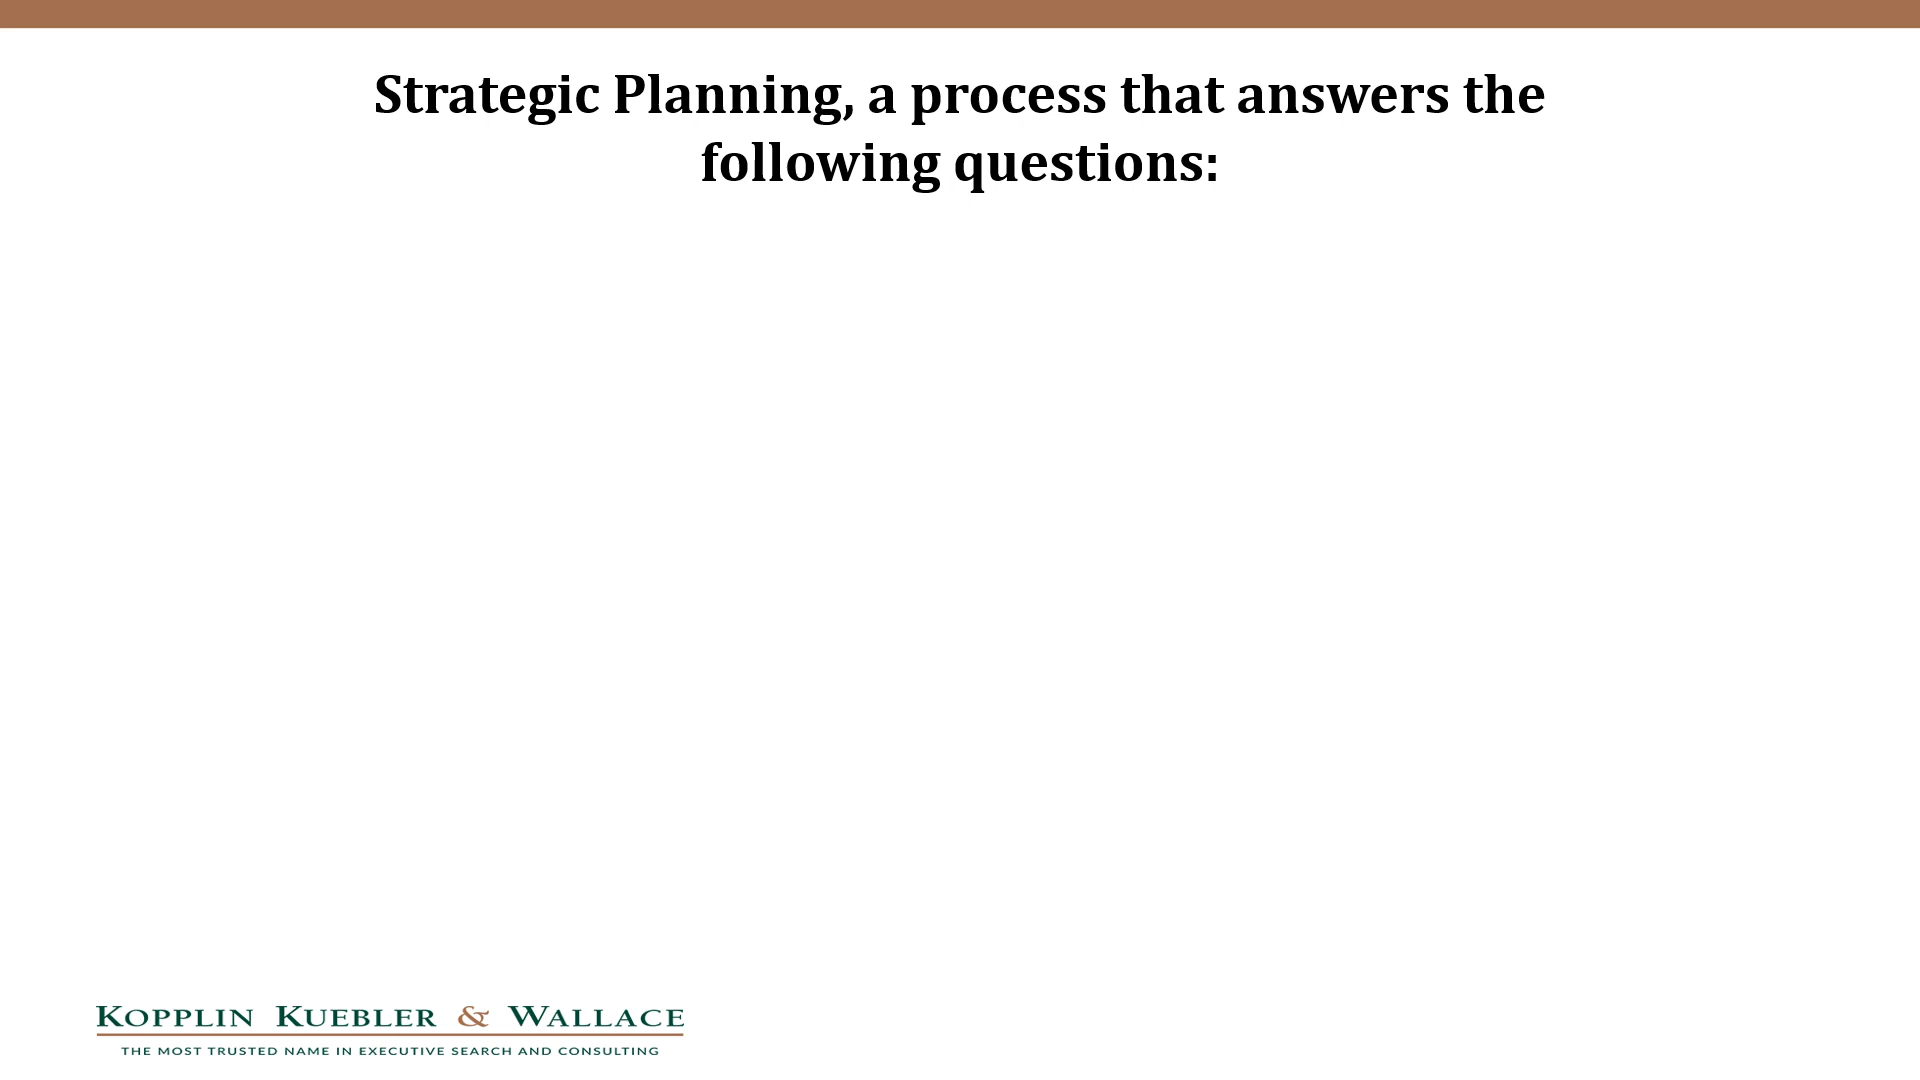 Strategic Planning, a process that answers the
following questions:
KOPPLIN KUEBLER & WALLACE
THE MOST TRUSTED NAME IN EXECUTIVE SEARCH AND CONSULTING